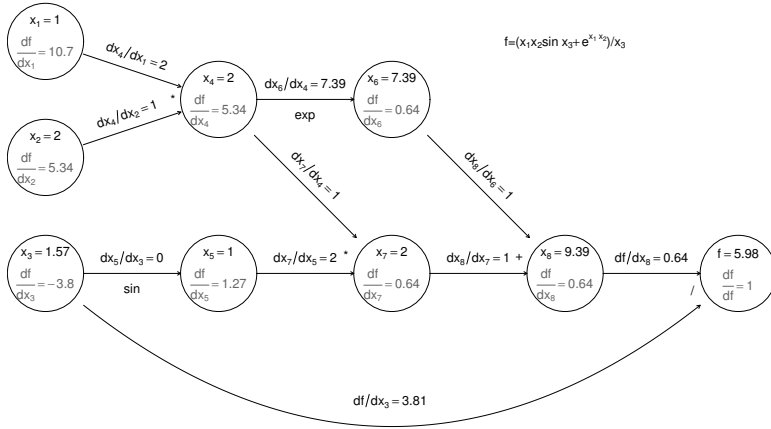 x₁ = 1
df/dx₁ = 10.7
dx₄/dx₁ = 2
f=(x₁x₂sin x₃+e^{x₁ x₂})/x₃
x₄ = 2
df/dx₄ = 5.34
*
dx₆/dx₄ = 7.39
exp
x₆ = 7.39
df/dx₆ = 0.64
dx₄/dx₂ = 1
x₂ = 2
df/dx₂ = 5.34
dx₇/dx₄ = 1
dx₈/dx₆ = 1
x₃ = 1.57
df/dx₃ = −3.8
dx₅/dx₃ = 0
sin
x₅ = 1
df/dx₅ = 1.27
dx₇/dx₅ = 2 *
x₇ = 2
df/dx₇ = 0.64
dx₈/dx₇ = 1 +
x₈ = 9.39
df/dx₈ = 0.64
df/dx₈ = 0.64
/
f = 5.98
df/df = 1
df/dx₃ = 3.81